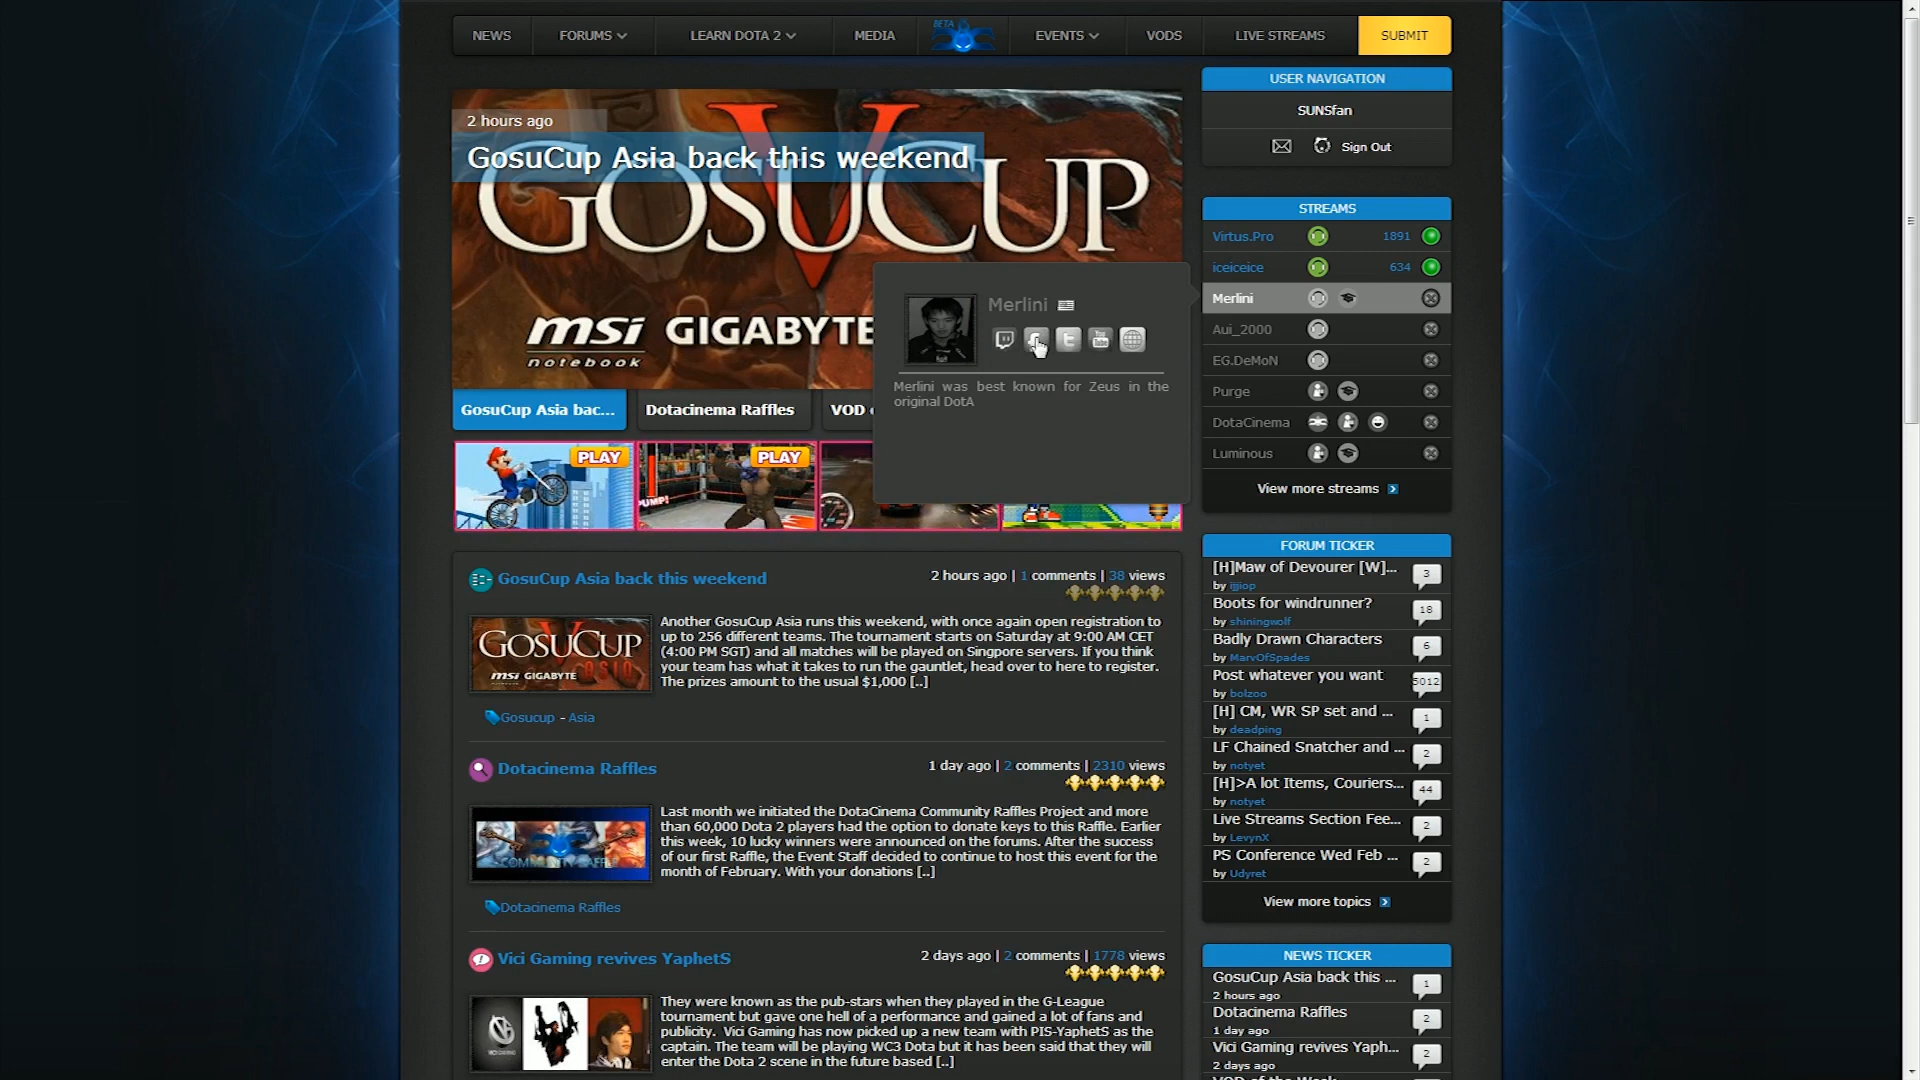 NEWS
FORUMS
LEARN DOTA 2
MEDIA
BETA
EVENTS
VODS
LIVE STREAMS
SUBMIT
2 hours ago
GosuCup Asia back this weekend
GOSUCUP
V
msi GIGABYTE
notebook
GosuCup Asia bac...
Dotacinema Raffles
VOD
Merlini
You
Tube
Merlini was best known for Zeus in the
original DotA
PLAY
PLAY
GosuCup Asia back this weekend
2 hours ago | 1 comments | 38 views
GOSUCUP
msi GIGABYTE ASIA
Another GosuCup Asia runs this weekend, with once again open registration to
up to 256 different teams. The tournament starts on Saturday at 9:00 AM CET
(4:00 PM SGT) and all matches will be played on Singpore servers. If you think
your team has what it takes to run the gauntlet, head over to here to register.
The prizes amount to the usual $1,000 [..]
Gosucup - Asia
Dotacinema Raffles
1 day ago | 2 comments | 2310 views
COMMUNITY RAFFLE
Last month we initiated the DotaCinema Community Raffles Project and more
than 60,000 Dota 2 players had the option to donate keys to this Raffle. Earlier
this week, 10 lucky winners were announced on the forums. After the success
of our first Raffle, the Event Staff decided to continue to host this event for the
month of February. With your donations [..]
Dotacinema Raffles
Vici Gaming revives YaphetS
2 days ago | 2 comments | 1778 views
They were known as the pub-stars when they played in the G-League
tournament but gave one hell of a performance and gained a lot of fans and
publicity. Vici Gaming has now picked up a new team with PIS-YaphetS as the
captain. The team will be playing WC3 Dota but it has been said that they will
enter the Dota 2 scene in the future based [..]
USER NAVIGATION
SUNSfan
Sign Out
STREAMS
Virtus.Pro 1891
iceiceice 634
Merlini
Aui_2000
EG.DeMoN
Purge
DotaCinema
Luminous
View more streams
FORUM TICKER
[H]Maw of Devourer [W]... 3
by ijjiop
Boots for windrunner? 18
by shiningwolf
Badly Drawn Characters 6
by MarvOfSpades
Post whatever you want 5012
by bolzoo
[H] CM, WR SP set and ... 1
by deadping
LF Chained Snatcher and ... 2
by notyet
[H]>A lot Items, Couriers... 44
by notyet
Live Streams Section Fee... 2
by LevynX
PS Conference Wed Feb ... 2
by Udyret
View more topics
NEWS TICKER
GosuCup Asia back this ... 1
2 hours ago
Dotacinema Raffles 2
1 day ago
Vici Gaming revives Yaph... 2
2 days ago
VOD of the Week